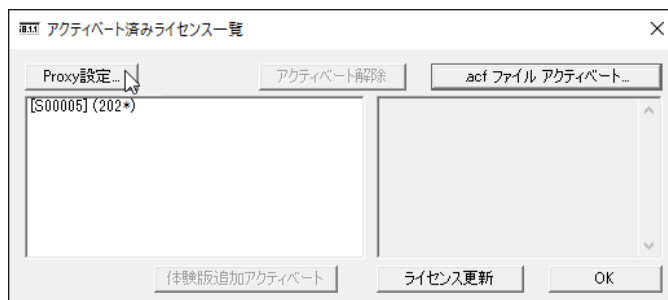 アクティベート済みライセンス一覧
Proxy設定...
アクティベート解除
.acf ファイル アクティベート...
[S00005] (202*)
体験版追加アクティベート
ライセンス更新
OK